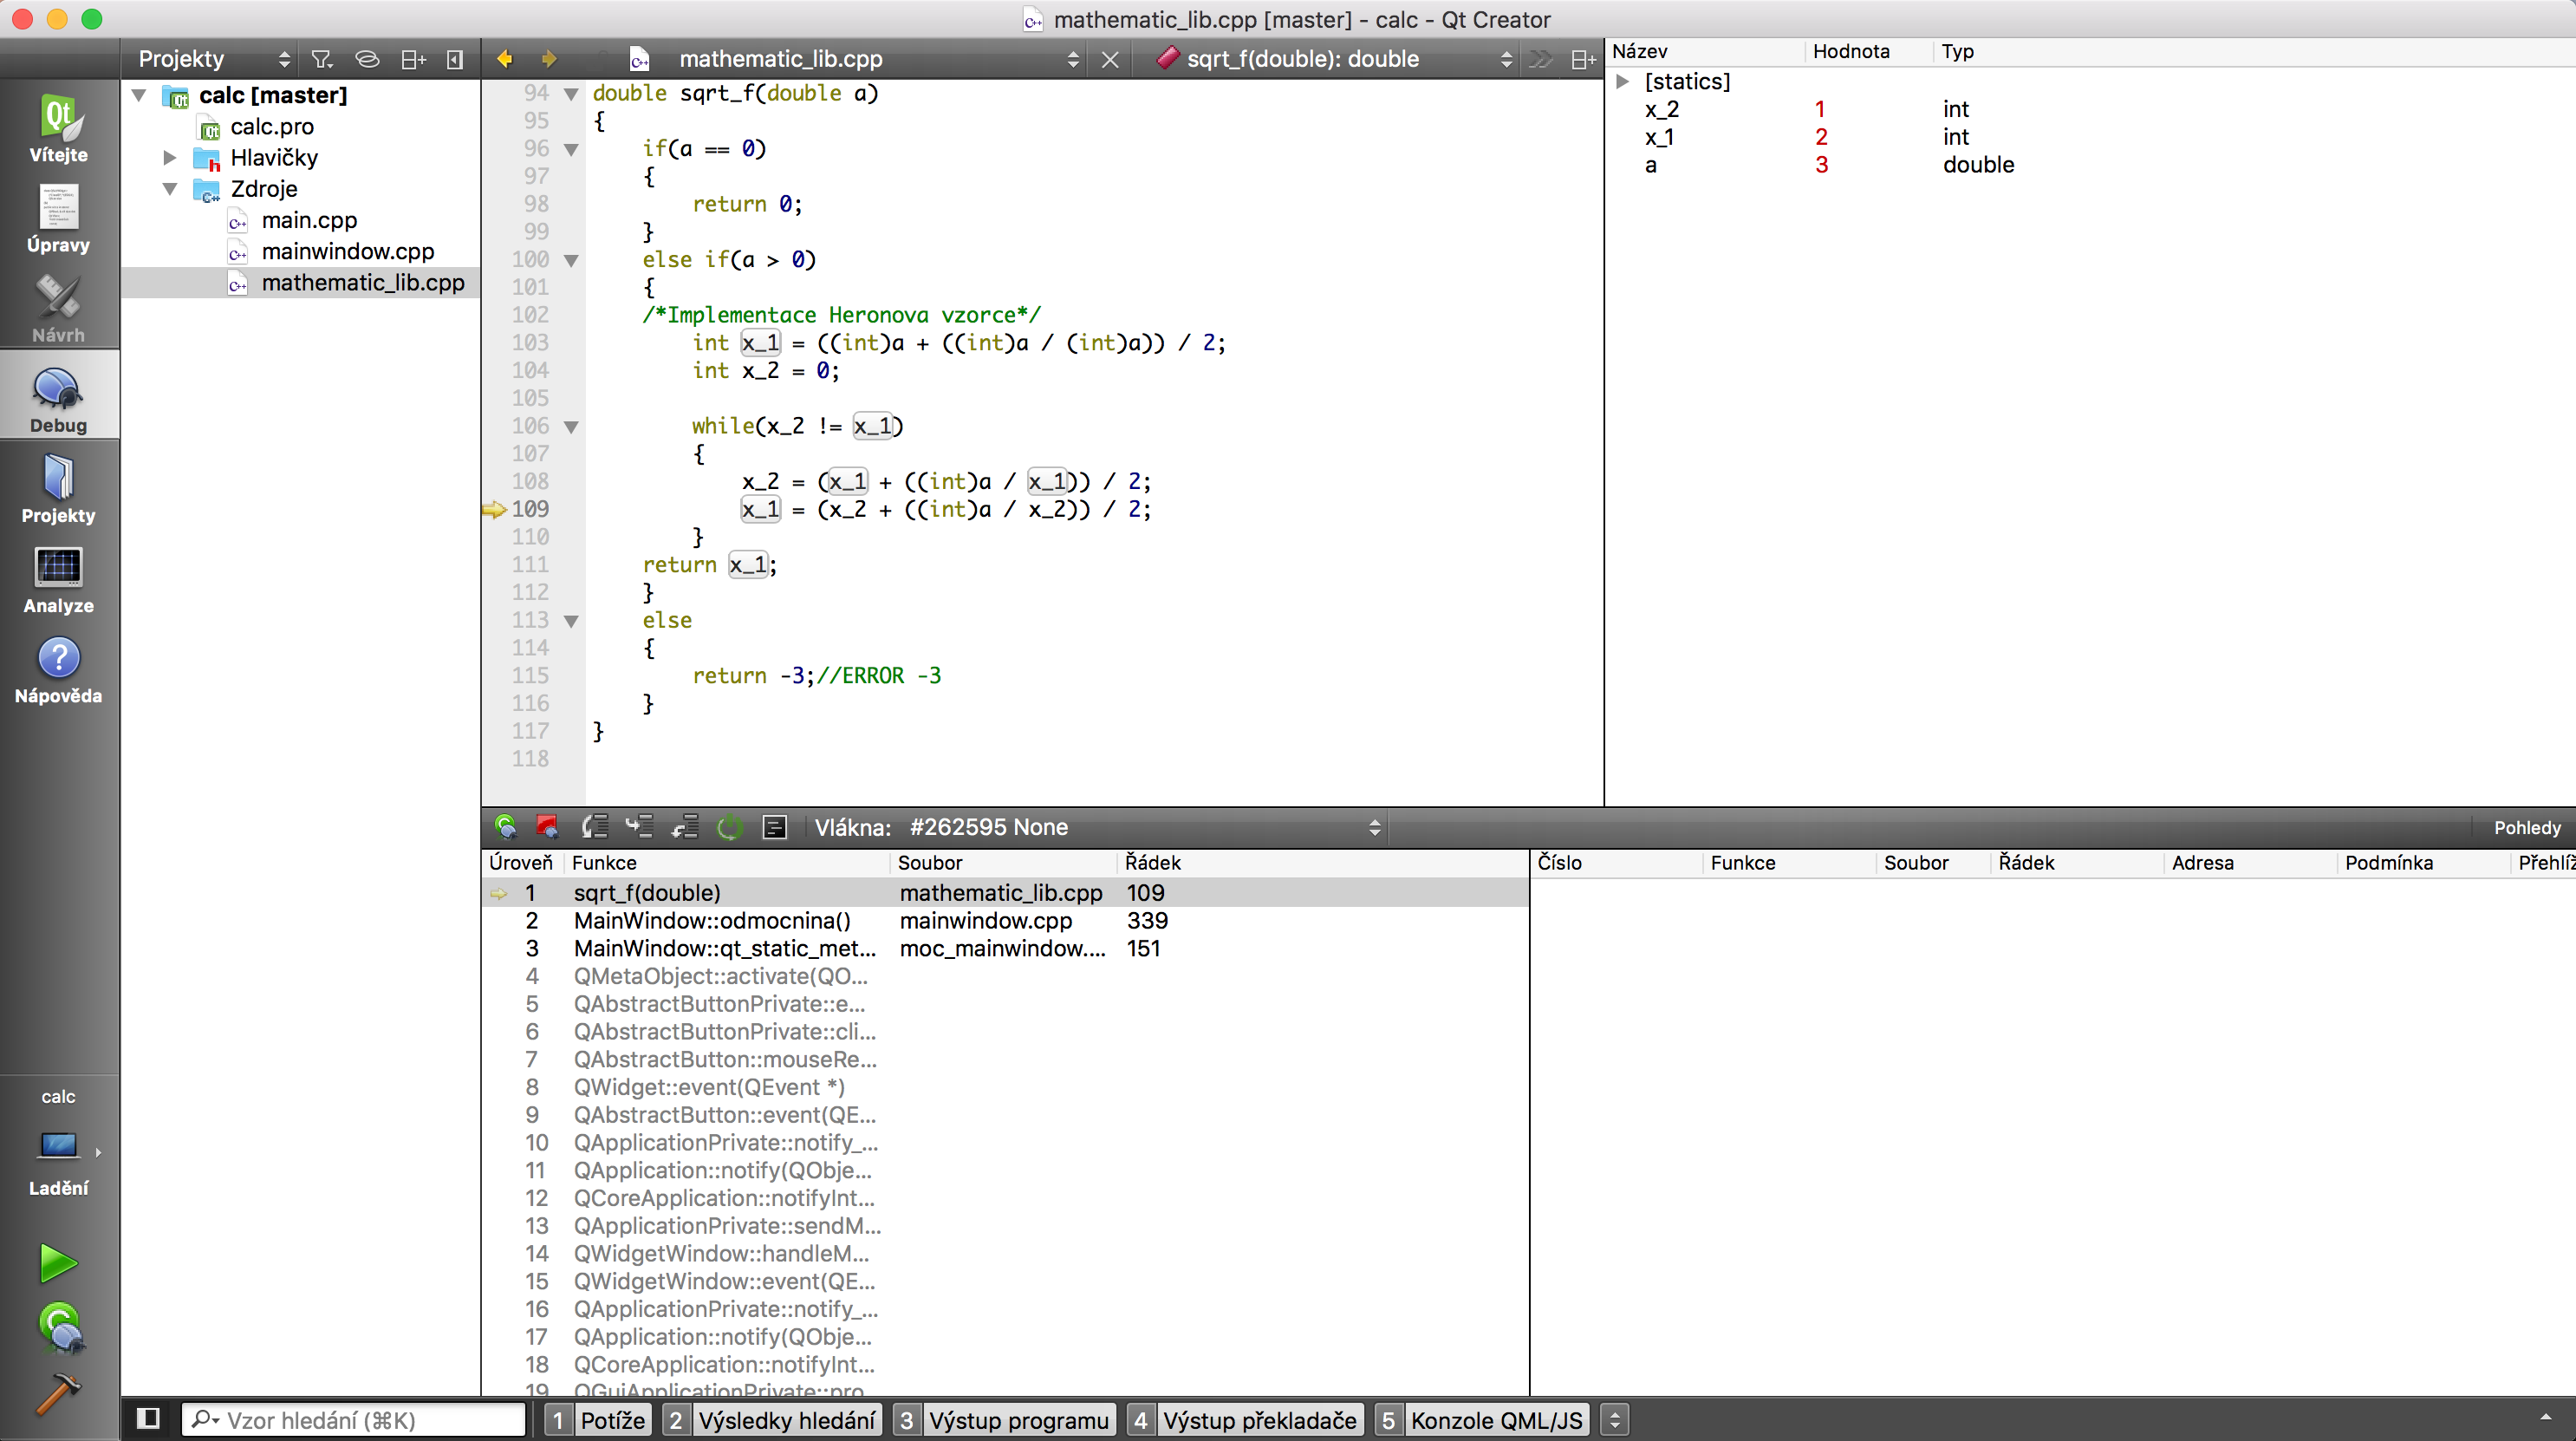 mathematic_lib.cpp [master] - calc - Qt Creator
Projekty
mathematic_lib.cpp
sqrt_f(double): double
Vítejte
Úpravy
Návrh
Debug
Projekty
Analyze
Nápověda
calc
Ladění
calc [master]
calc.pro
Hlavičky
Zdroje
main.cpp
mainwindow.cpp
mathematic_lib.cpp
94 double sqrt_f(double a)
95 {
96 if(a == 0)
97 {
98 return 0;
99 }
100 else if(a > 0)
101 {
102 /*Implementace Heronova vzorce*/
103 int x_1 = ((int)a + ((int)a / (int)a)) / 2;
104 int x_2 = 0;
105
106 while(x_2 != x_1)
107 {
108 x_2 = (x_1 + ((int)a / x_1)) / 2;
109 x_1 = (x_2 + ((int)a / x_2)) / 2;
110 }
111 return x_1;
112 }
113 else
114 {
115 return -3;//ERROR -3
116 }
117 }
118
Název Hodnota Typ
[statics]
x_2 1 int
x_1 2 int
a 3 double
Vlákna: #262595 None
Pohledy
Úroveň Funkce Soubor Řádek
1 sqrt_f(double) mathematic_lib.cpp 109
2 MainWindow::odmocnina() mainwindow.cpp 339
3 MainWindow::qt_static_met... moc_mainwindow.... 151
4 QMetaObject::activate(QO...
5 QAbstractButtonPrivate::e...
6 QAbstractButtonPrivate::cli...
7 QAbstractButton::mouseRe...
8 QWidget::event(QEvent *)
9 QAbstractButton::event(QE...
10 QApplicationPrivate::notify_...
11 QApplication::notify(QObje...
12 QCoreApplication::notifyInt...
13 QApplicationPrivate::sendM...
14 QWidgetWindow::handleM...
15 QWidgetWindow::event(QE...
16 QApplicationPrivate::notify_...
17 QApplication::notify(QObje...
18 QCoreApplication::notifyInt...
19 QGuiApplicationPrivate::pro
Číslo Funkce Soubor Řádek Adresa Podmínka Přehlíž
Vzor hledání (⌘K)
1 Potíže 2 Výsledky hledání 3 Výstup programu 4 Výstup překladače 5 Konzole QML/JS